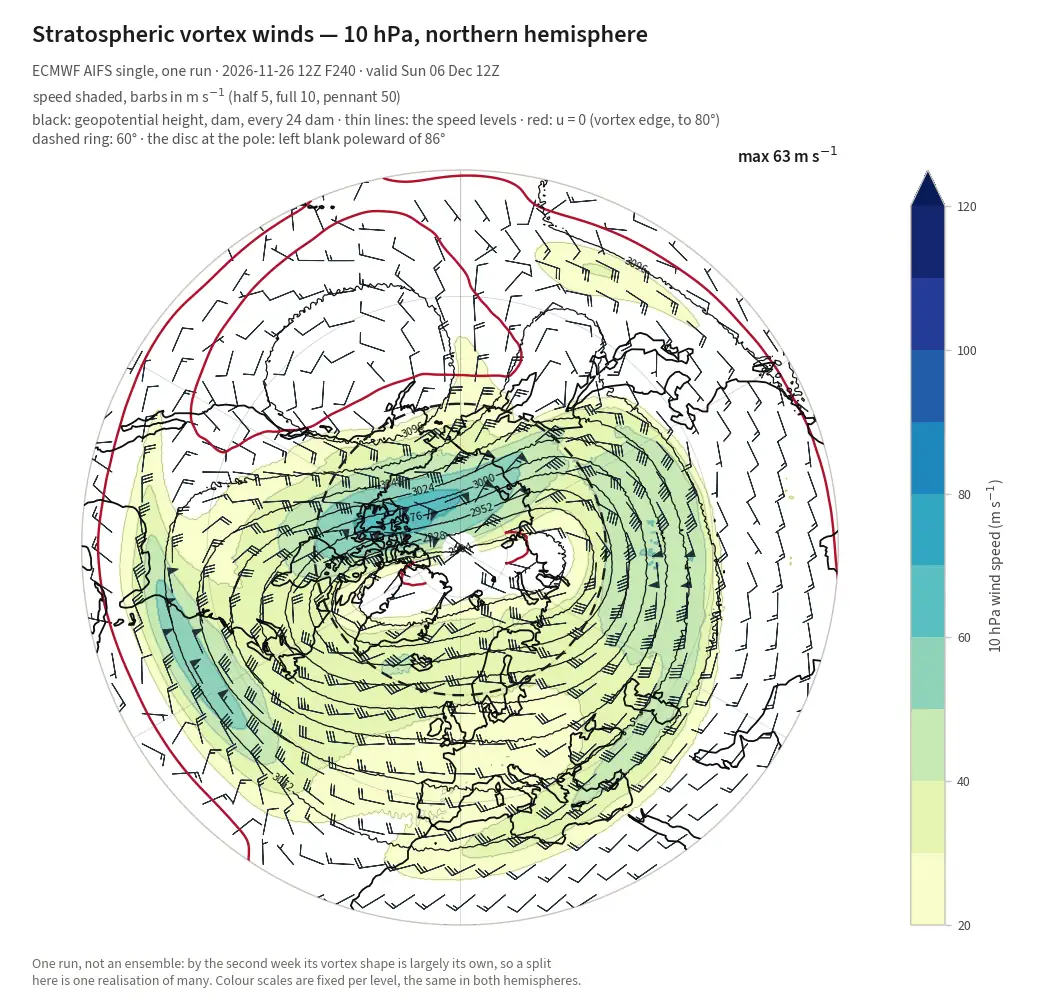 Stratospheric vortex winds — 10 hPa, northern hemisphere
ECMWF AIFS single, one run · 2026-11-26 12Z F240 · valid Sun 06 Dec 12Z
speed shaded, barbs in m s⁻¹ (half 5, full 10, pennant 50)
black: geopotential height, dam, every 24 dam · thin lines: the speed levels · red: u = 0 (vortex edge, to 80°)
dashed ring: 60° · the disc at the pole: left blank poleward of 86°
max 63 m s⁻¹
120
100
80
60
40
20
10 hPa wind speed (m s⁻¹)
3096
3096
3024
3000
2952
One run, not an ensemble: by the second week its vortex shape is largely its own, so a split
here is one realisation of many. Colour scales are fixed per level, the same in both hemispheres.